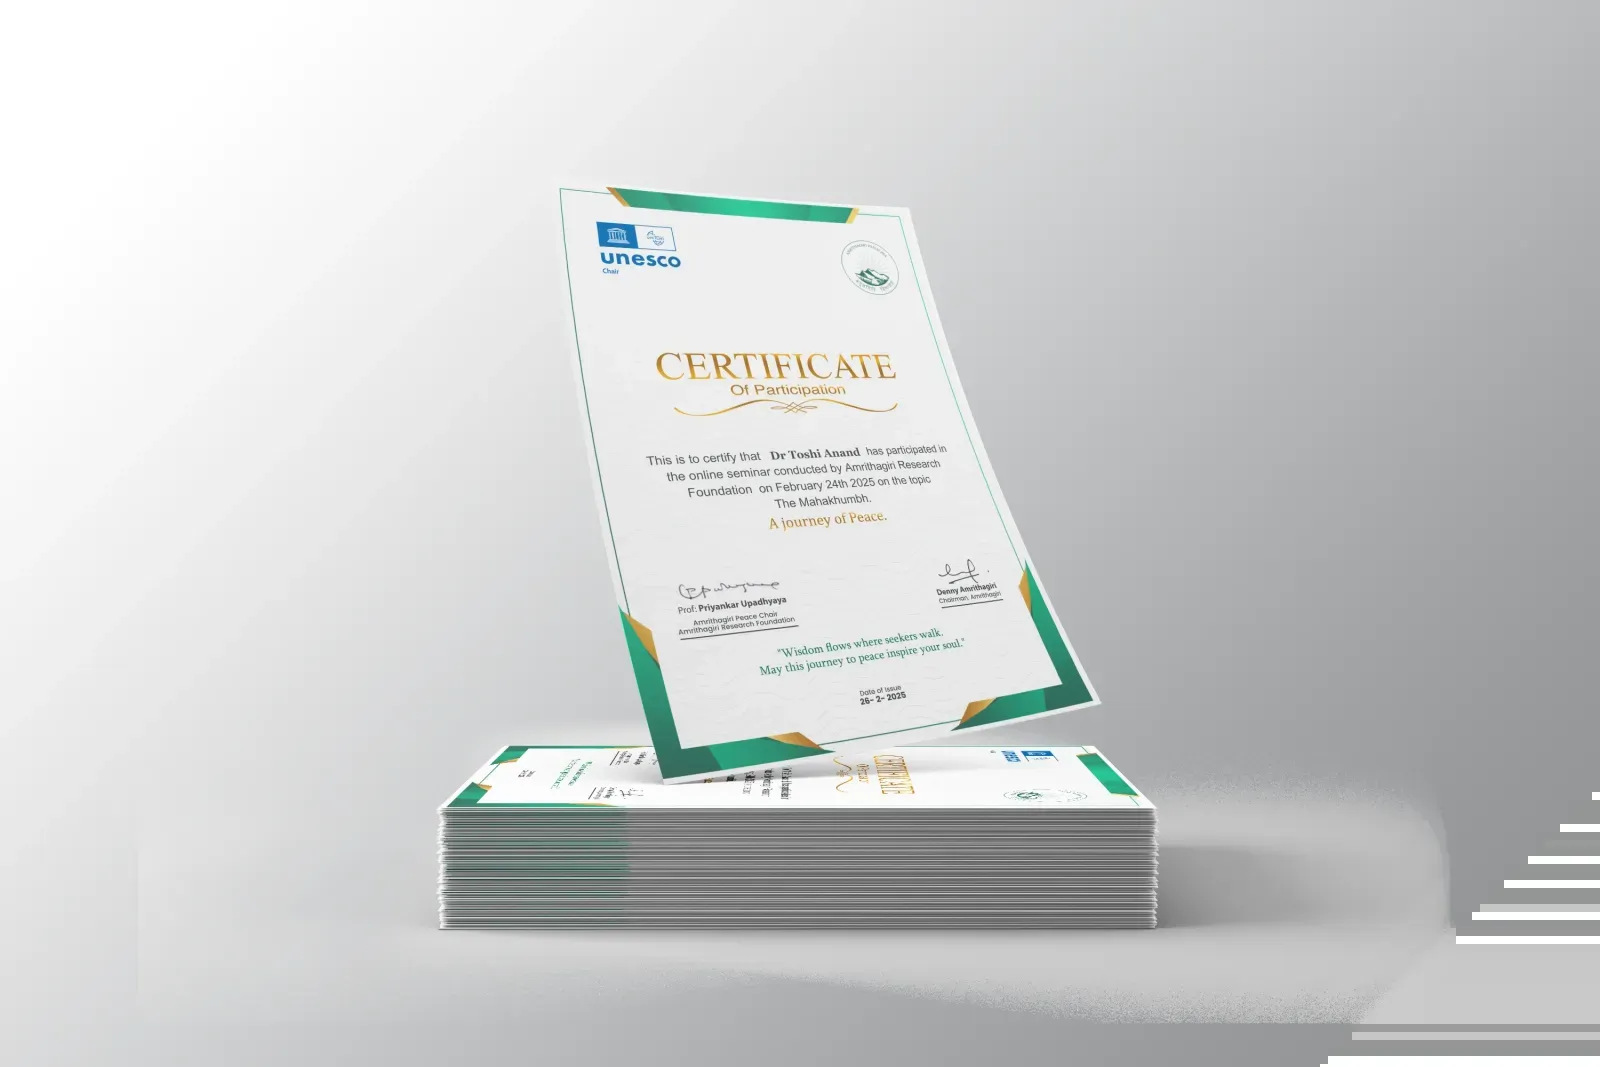 unesco
Chair
CERTIFICATE
Of Participation
This is to certify that Dr Toshi Anand has participated in
the online seminar conducted by Amrithagiri Research
Foundation on February 24th 2025 on the topic
The Mahakhumbh.
A journey of Peace.
Prof: Priyankar Upadhyaya
Amrithagiri Peace Chair
Amrithagiri Research Foundation
Denny Amrithagiri
Chairman, Amrithagiri
"Wisdom flows where seekers walk.
May this journey to peace inspire your soul."
Date of Issue
26- 2- 2025
CERTIFICATE